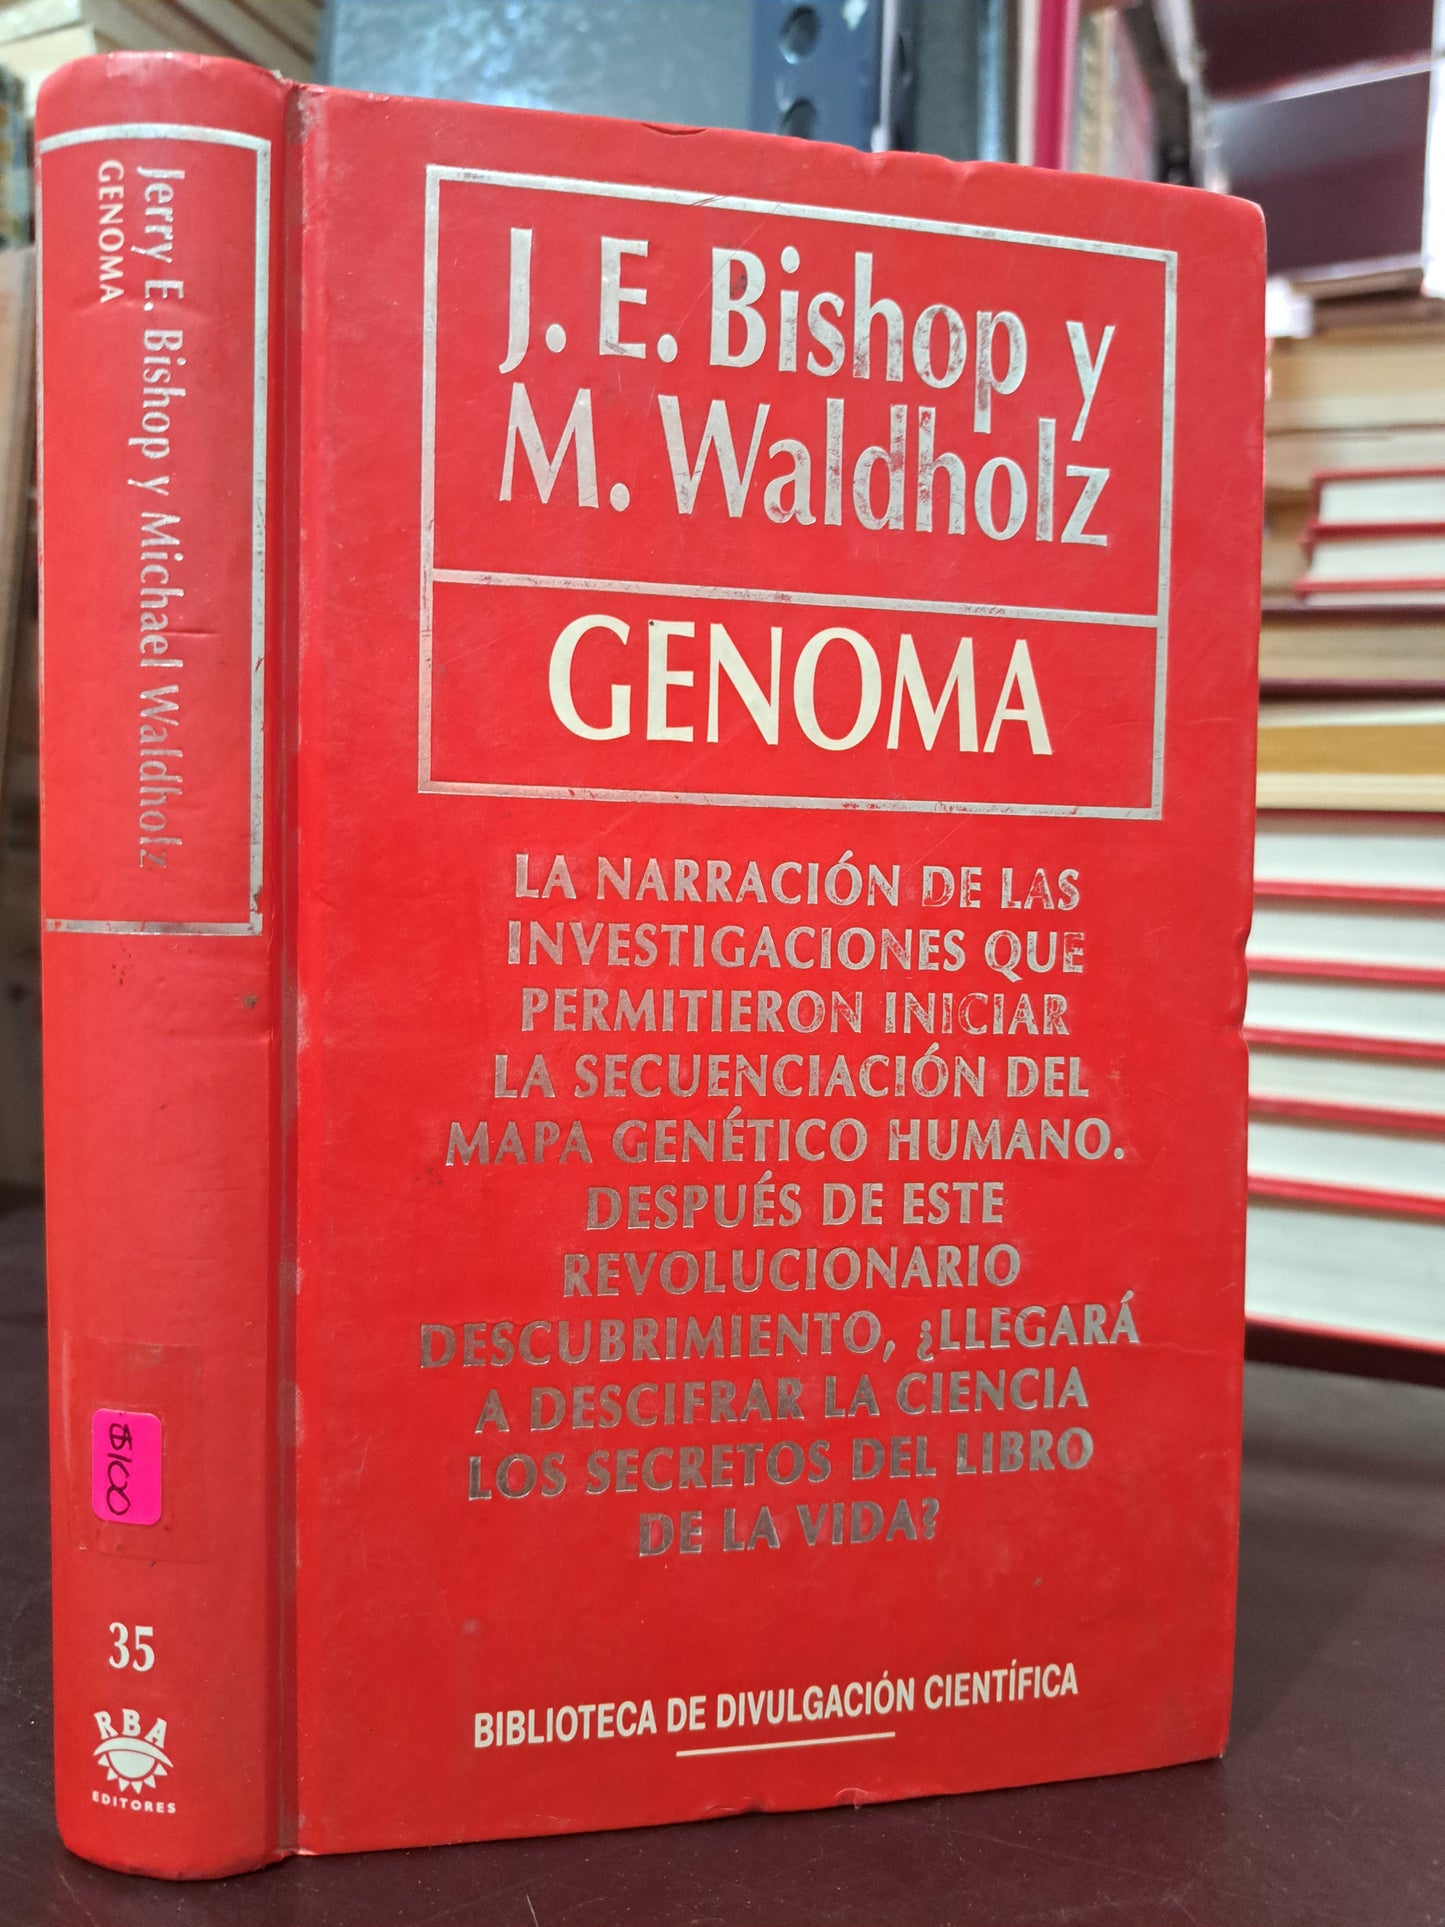 Jerry E. Bishop y Michael Waldholz
GENOMA
$100
35
RBA
EDITORES
J. E. Bishop y
M. Waldholz
GENOMA
LA NARRACIÓN DE LAS
INVESTIGACIONES QUE
PERMITIERON INICIAR
LA SECUENCIACIÓN DEL
MAPA GENÉTICO HUMANO.
DESPUÉS DE ESTE
REVOLUCIONARIO
DESCUBRIMIENTO, ¿LLEGARÁ
A DESCIFRAR LA CIENCIA
LOS SECRETOS DEL LIBRO
DE LA VIDA?
BIBLIOTECA DE DIVULGACIÓN CIENTÍFICA